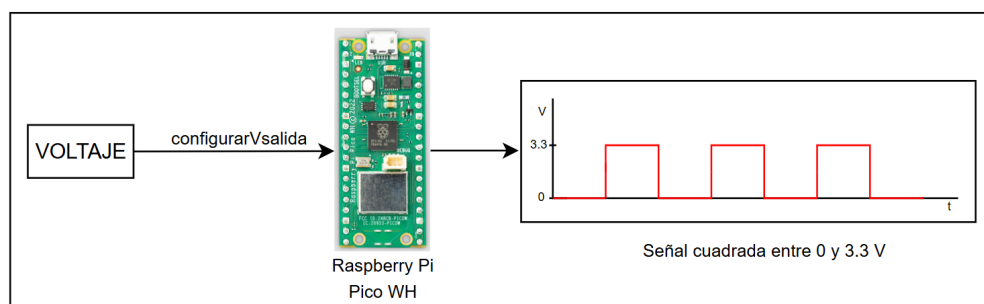 VOLTAJE
configurarVsalida
Raspberry Pi
Pico WH
V
3.3
0
t
Señal cuadrada entre 0 y 3.3 V